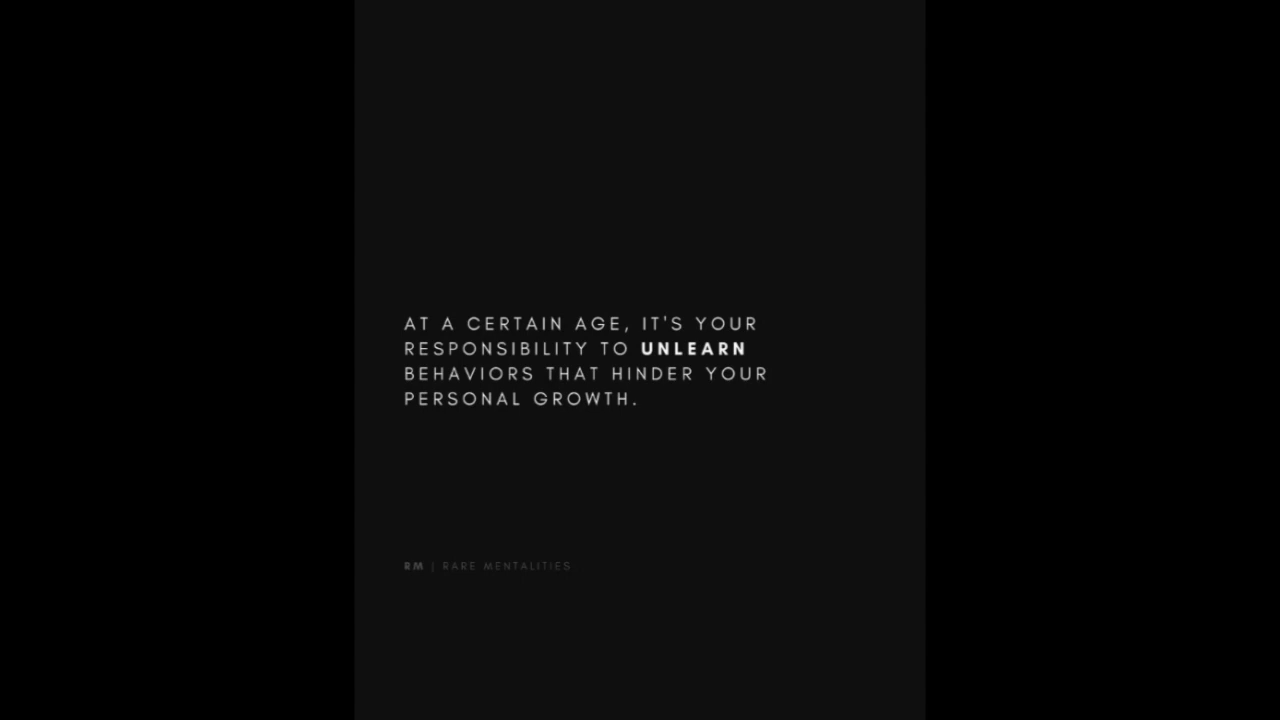 AT A CERTAIN AGE, IT'S YOUR
RESPONSIBILITY TO UNLEARN
BEHAVIORS THAT HINDER YOUR
PERSONAL GROWTH.
RM | RARE MENTALITIES